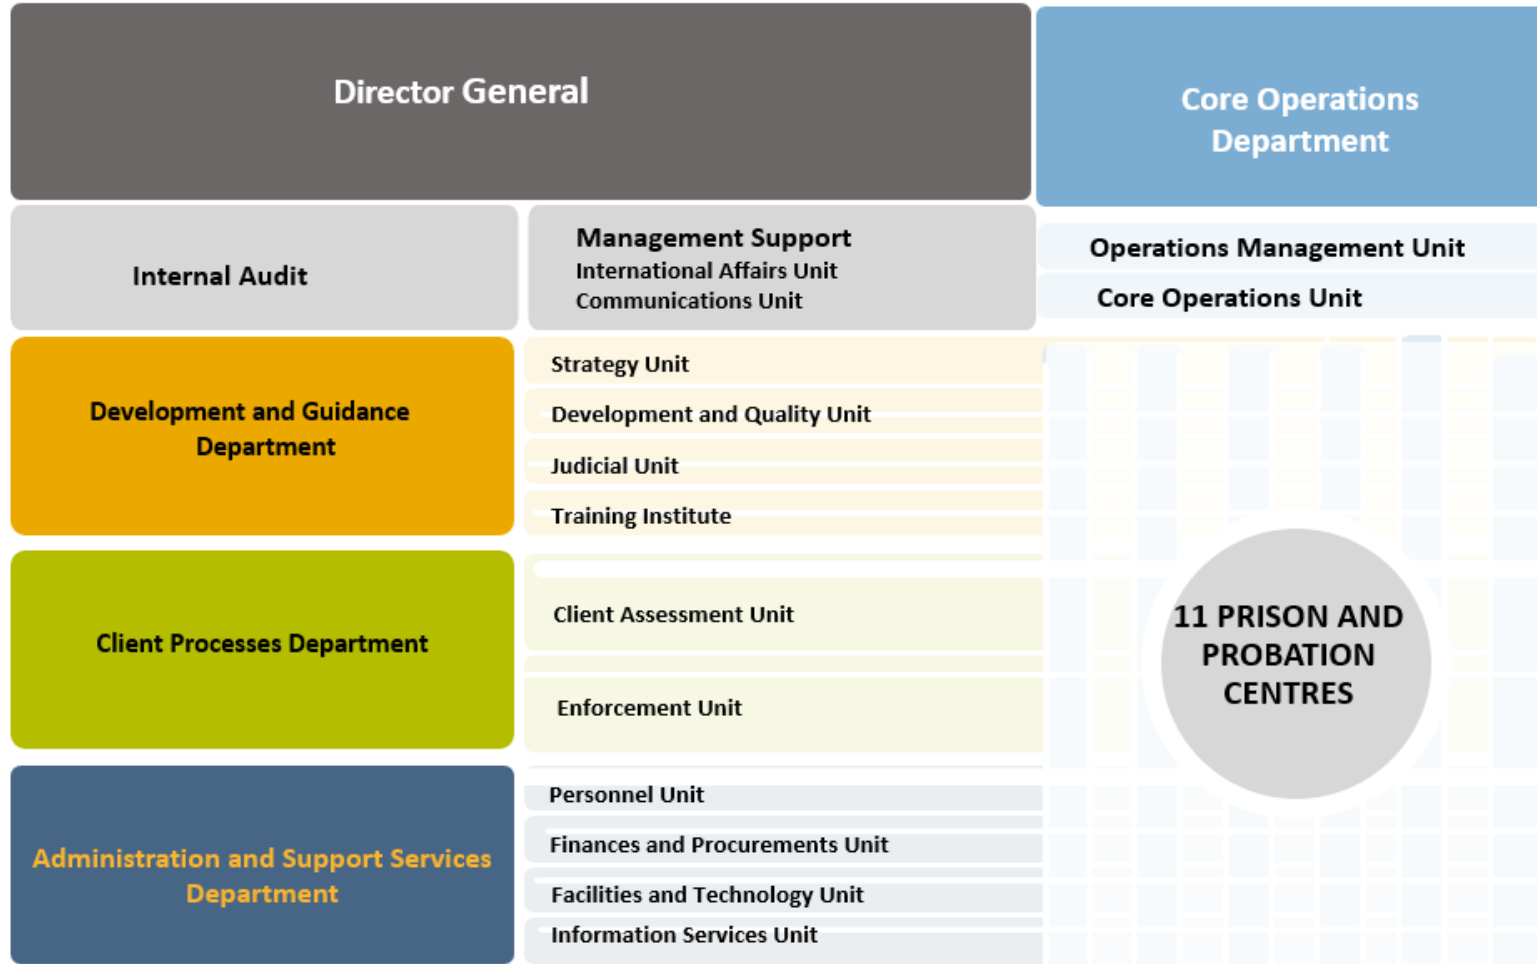 Director General
Core Operations
Department
Internal Audit
Management Support
International Affairs Unit
Communications Unit
Operations Management Unit
Core Operations Unit
Development and Guidance
Department
Strategy Unit
Development and Quality Unit
Judicial Unit
Training Institute
Client Processes Department
Client Assessment Unit
Enforcement Unit
11 PRISON AND
PROBATION
CENTRES
Administration and Support Services
Department
Personnel Unit
Finances and Procurements Unit
Facilities and Technology Unit
Information Services Unit